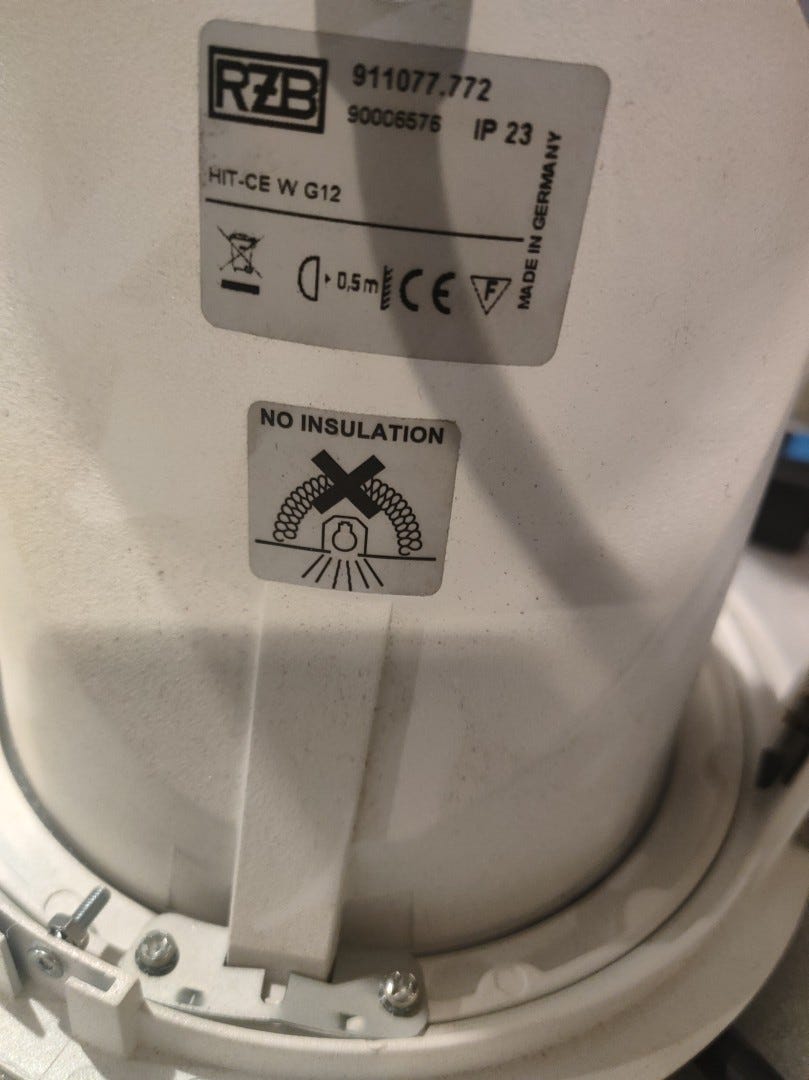 RZB
911077.772
90006576 IP 23
HIT-CE W G12
MADE IN GERMANY
0,5m
CE
F
NO INSULATION